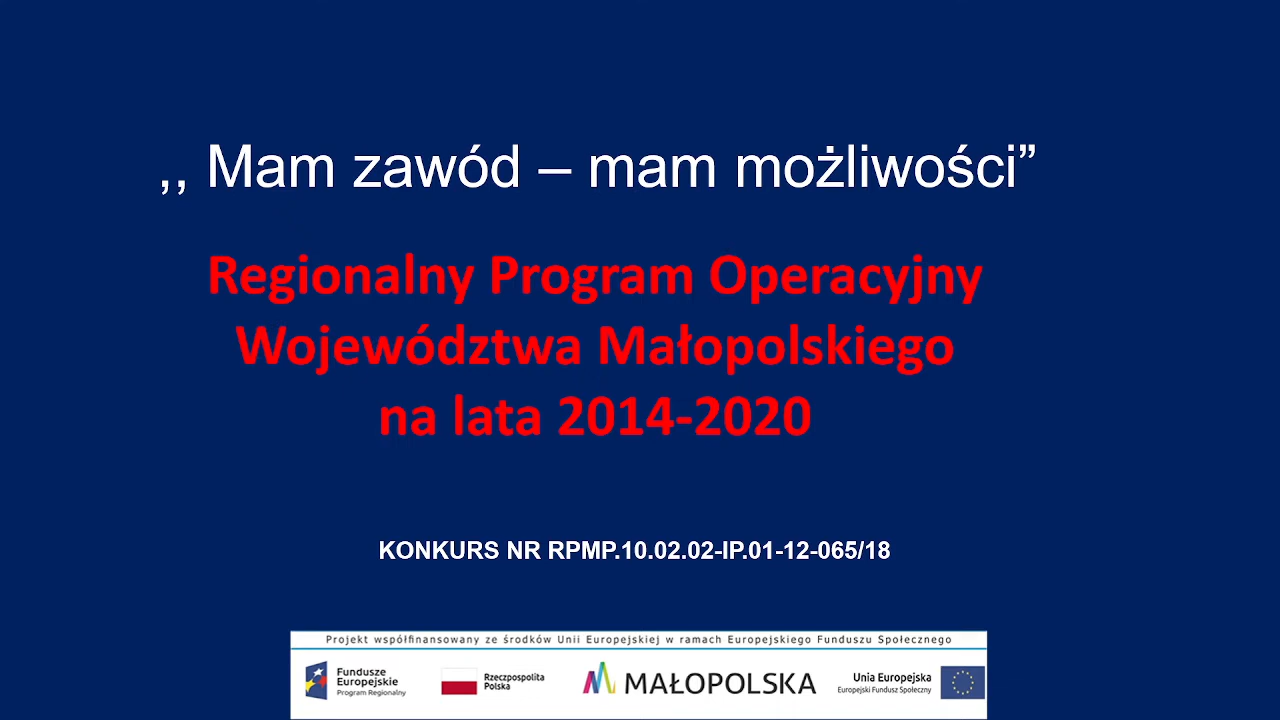 ,, Mam zawód – mam możliwości”
Regionalny Program Operacyjny
Województwa Małopolskiego
na lata 2014-2020
KONKURS NR RPMP.10.02.02-IP.01-12-065/18
Projekt współfinansowany ze środków Unii Europejskiej w ramach Europejskiego Funduszu Społecznego
Fundusze
Europejskie
Program Regionalny
Rzeczpospolita
Polska
MAŁOPOLSKA
Unia Europejska
Europejski Fundusz Społeczny